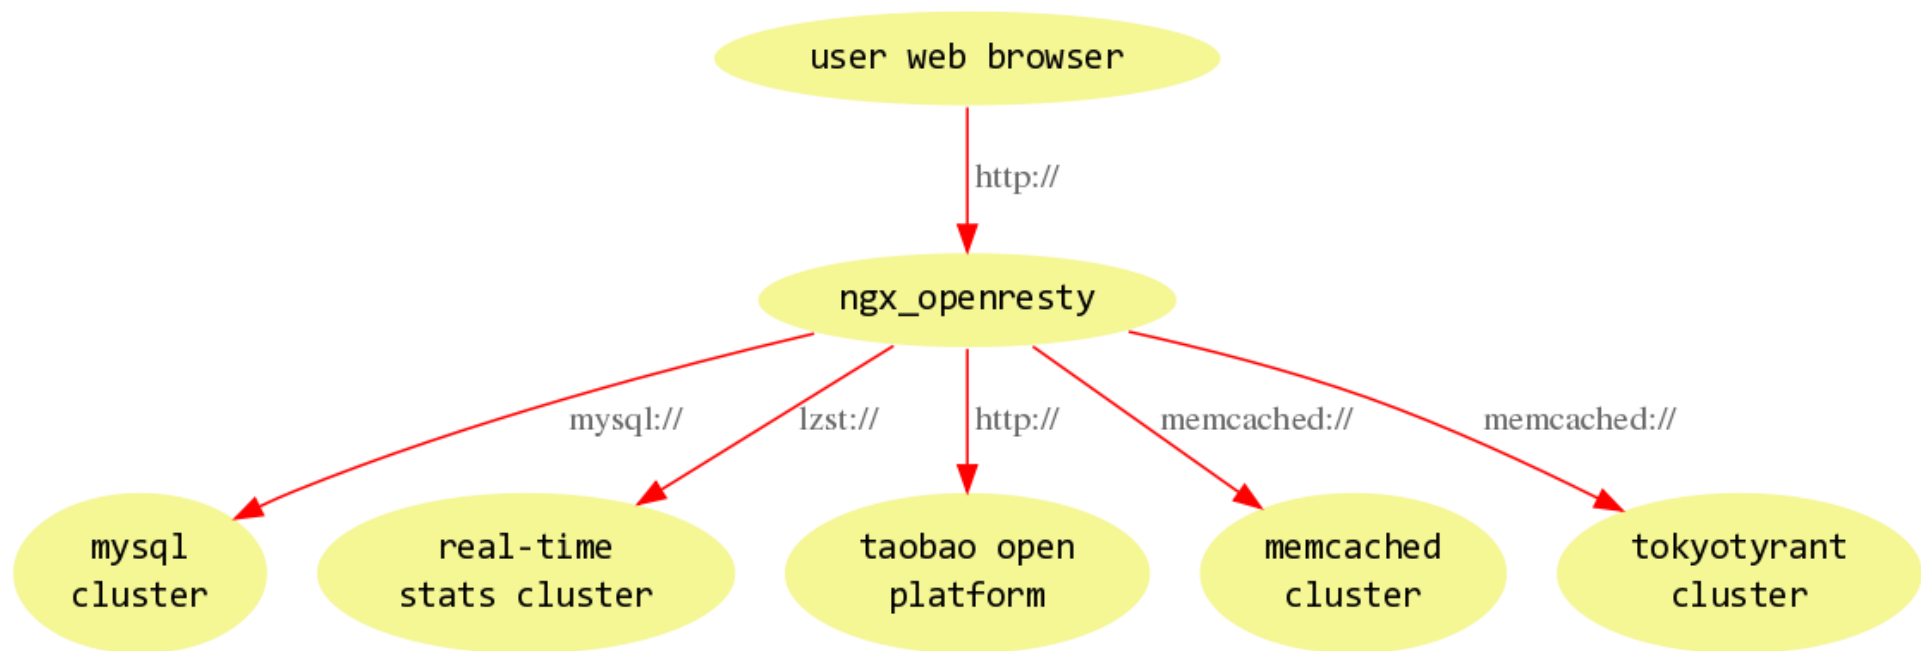 user web browser
http://
ngx_openresty
mysql://
lzst://
http://
memcached://
memcached://
mysql
cluster
real-time
stats cluster
taobao open
platform
memcached
cluster
tokyotyrant
cluster